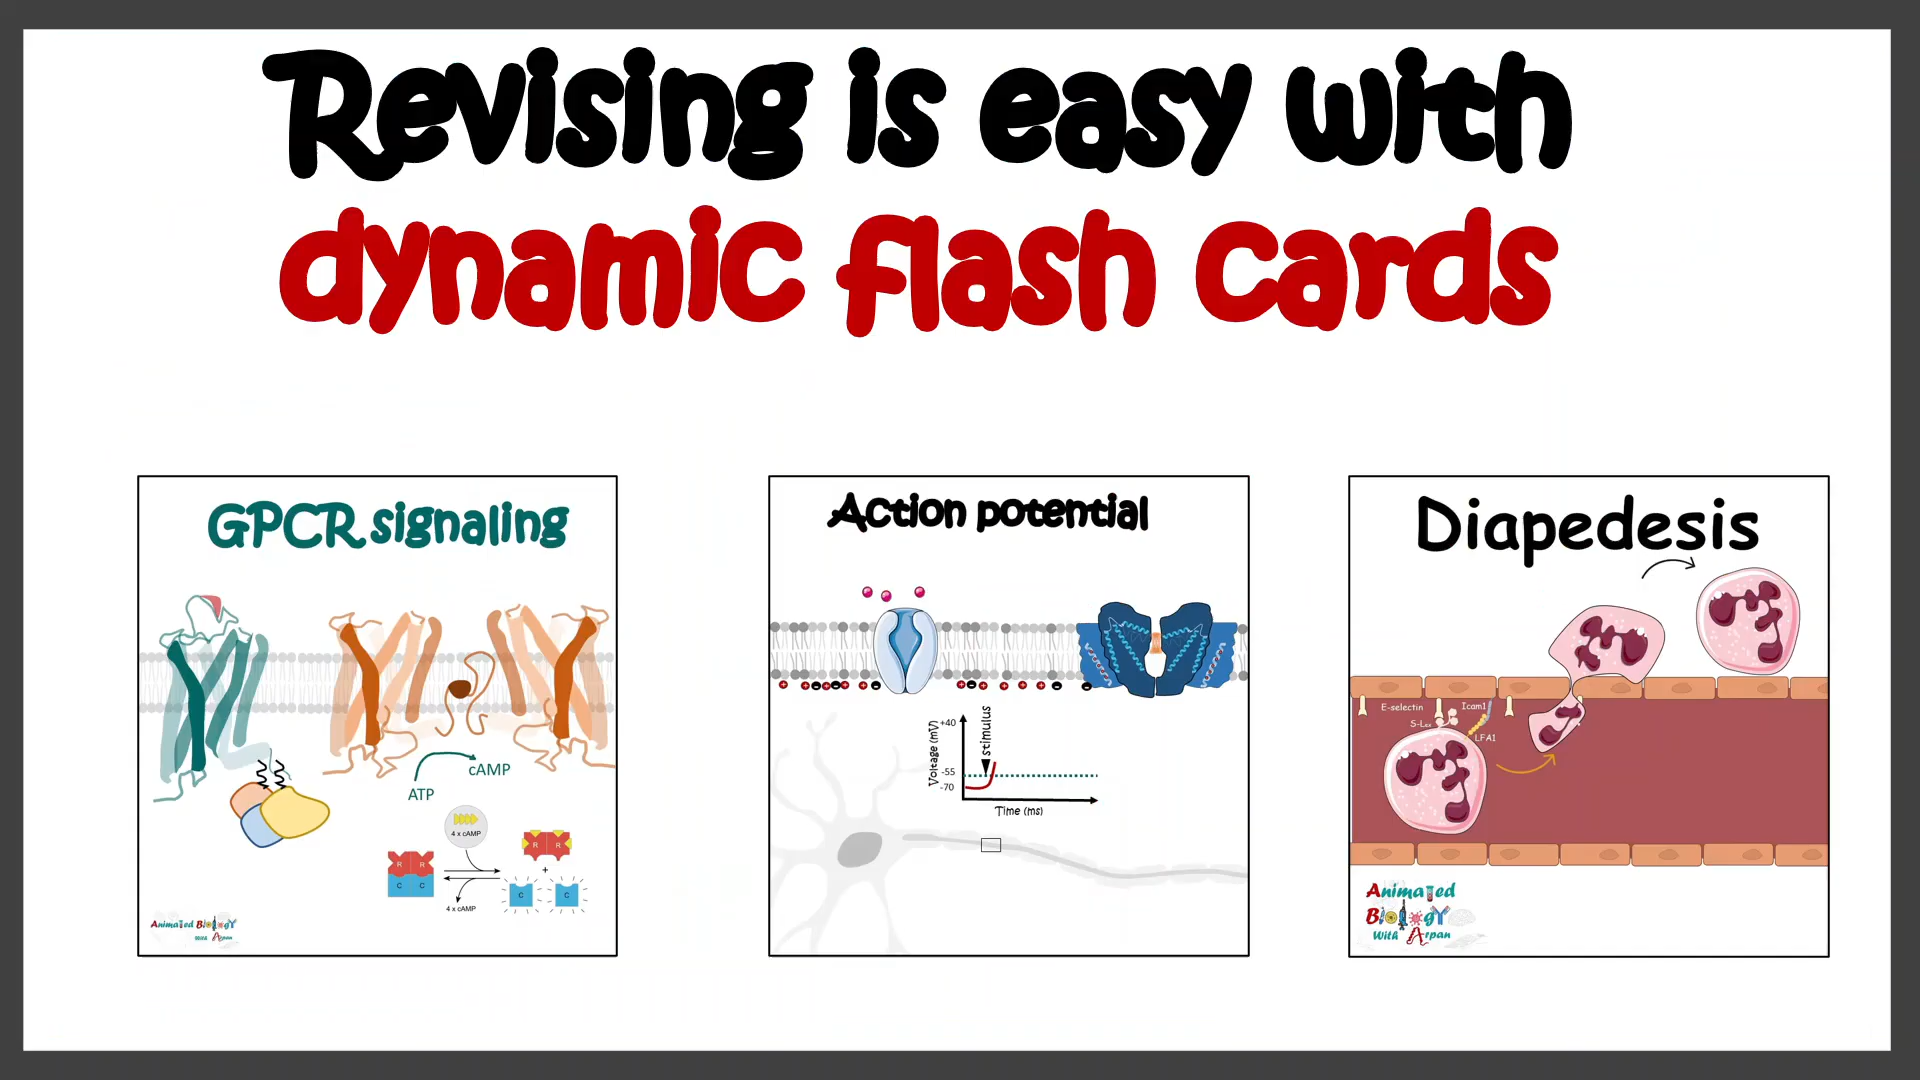 Revising is easy with
dynamic flash cards
GPCR signaling
cAMP
ATP
4 x cAMP
R R
C C
R R
+
C C
4 x cAMP
Animated Biology
With Arpan
Action potential
Voltage (mV)
+40
-55
-70
stimulus
Time (ms)
Diapedesis
E-selectin
S-Lex
Icam1
LFA1
Animated
Biology
With Arpan